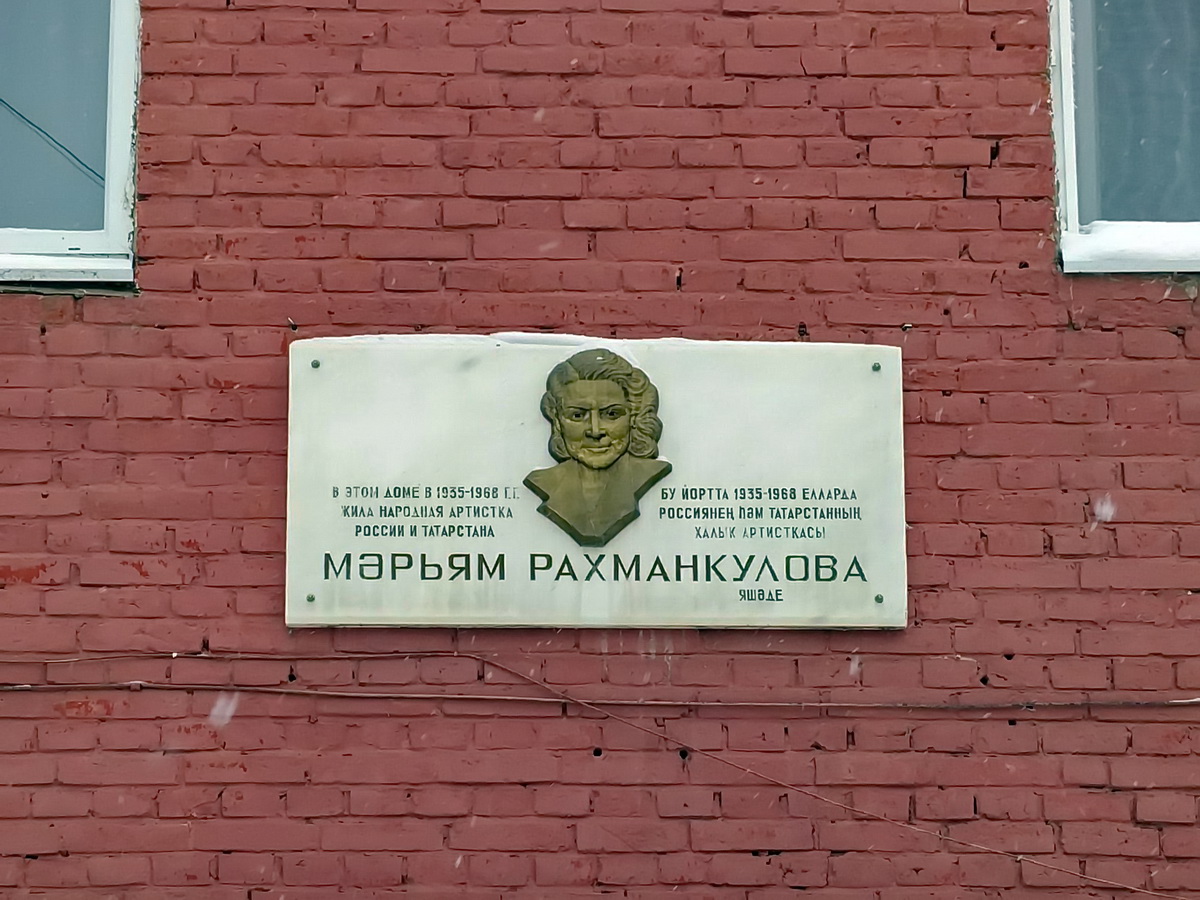 В ЭТОМ ДОМЕ В 1935-1968 Г.Г.
ЖИЛА НАРОДНАЯ АРТИСТКА
РОССИИ И ТАТАРСТАНА
БУ ЙОРТТА 1935-1968 ЕЛЛАРДА
РОССИЯНЕҢ ҺӘМ ТАТАРСТАННЫҢ
ХАЛЫК АРТИСТКАСЫ
МӘРЬЯМ РАХМАНКУЛОВА
ЯШӘДЕ